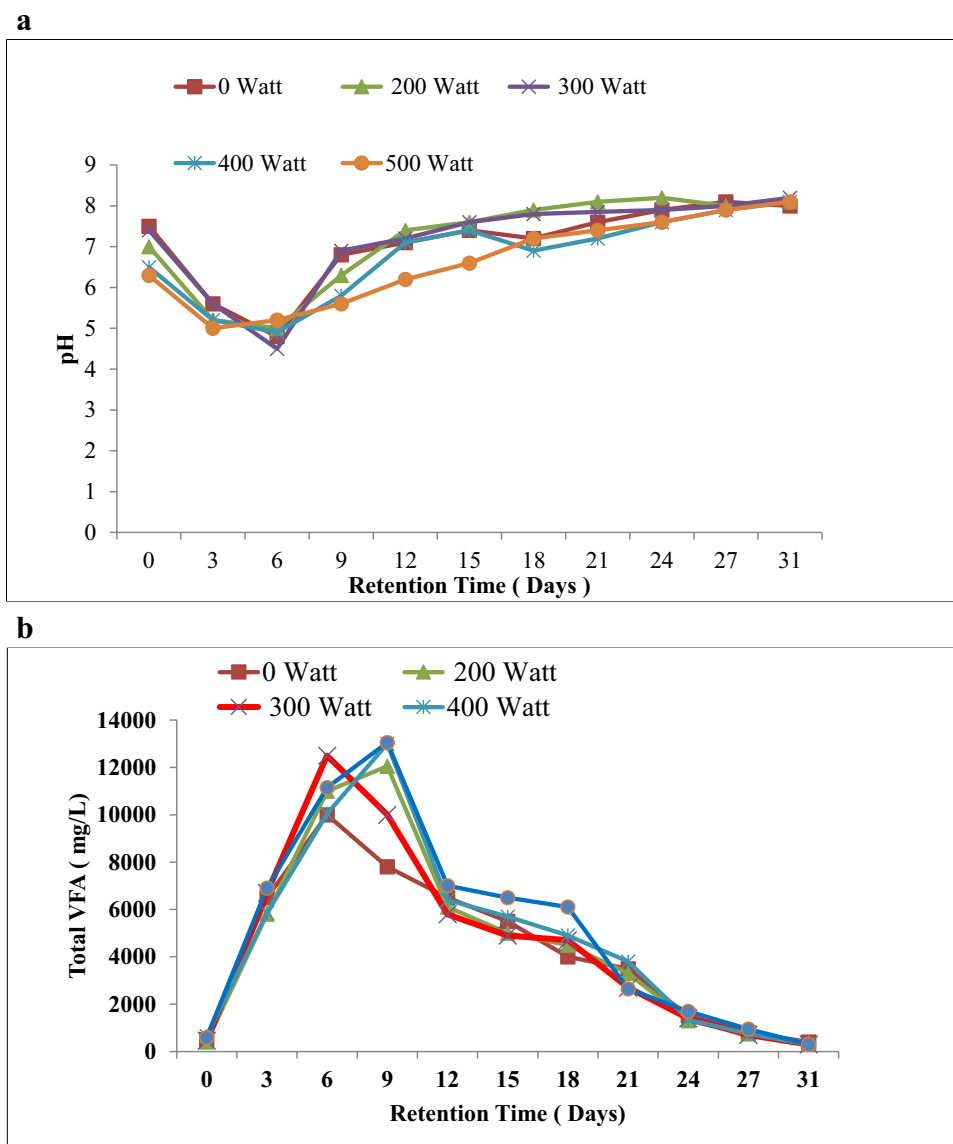 a
0 Watt 200 Watt 300 Watt
400 Watt 500 Watt
9
8
7
6
5
4
3
2
1
0
pH
0 3 6 9 12 15 18 21 24 27 31
Retention Time ( Days )
b
0 Watt 200 Watt
300 Watt 400 Watt
14000
12000
10000
8000
6000
4000
2000
0
Total VFA ( mg/L)
0 3 6 9 12 15 18 21 24 27 31
Retention Time ( Days)